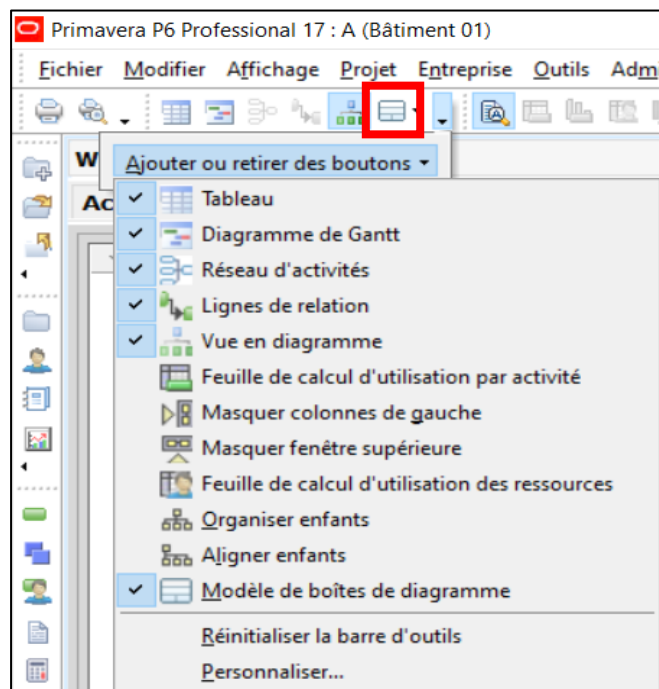 Primavera P6 Professional 17 : A (Bâtiment 01)
Fichier Modifier Affichage Projet Entreprise Outils Admi
W
Ajouter ou retirer des boutons
Ac
Tableau
Diagramme de Gantt
Réseau d'activités
Lignes de relation
Vue en diagramme
Feuille de calcul d'utilisation par activité
Masquer colonnes de gauche
Masquer fenêtre supérieure
Feuille de calcul d'utilisation des ressources
Organiser enfants
Aligner enfants
Modèle de boîtes de diagramme
Réinitialiser la barre d'outils
Personnaliser...